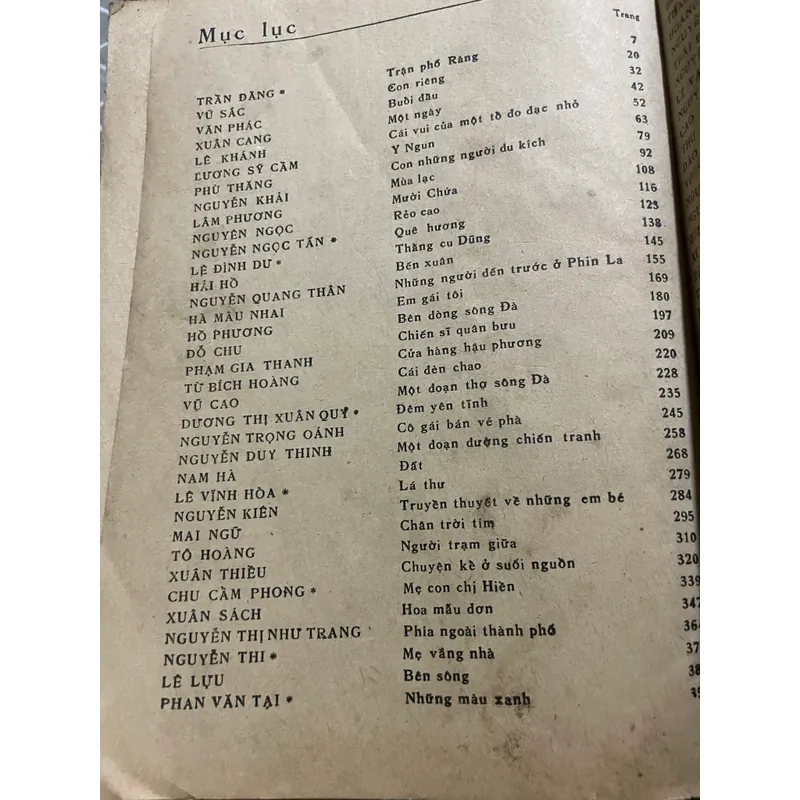 Mục lục
Trang
TRẦN ĐĂNG * Trận phố Ràng 7
VŨ SẮC Con riêng 20
VĂN PHÁC Buổi đầu 32
XUÂN CANG Một ngày 42
LÊ KHÁNH Cái vui của một tổ đo đạc nhỏ 52
LƯƠNG SỸ CẦM Y Ngun 63
PHÙ THĂNG Con những người du kích 79
NGUYỄN KHẢI Mùa lạc 92
LÂM PHƯƠNG Mười Chứa 108
NGUYÊN NGỌC Rẻo cao 116
NGUYỄN NGỌC TẤN * Quê hương 123
LÊ ĐÌNH DƯ * Thằng cu Dũng 138
HẢI HỒ Bến xuân 145
NGUYỄN QUANG THÂN Những người đến trước ở Phin La 155
HÀ MẬU NHAI Em gái tôi 169
HỒ PHƯƠNG Bên dòng sông Đà 180
ĐỖ CHU Chiến sĩ quân bưu 197
PHẠM GIA THANH Cửa hàng hậu phương 209
TỪ BÍCH HOÀNG Cái đèn chao 220
VŨ CAO Một đoạn thợ sông Đà 228
DƯƠNG THỊ XUÂN QUÝ * Đêm yên tĩnh 235
NGUYỄN TRỌNG OÁNH Cô gái bán vé phà 245
NGUYỄN DUY THINH Một đoạn đường chiến tranh 258
NAM HÀ Đất 268
LÊ VĨNH HÒA * Lá thư 279
NGUYỄN KIÊN Truyền thuyết về những em bé 284
MAI NGỮ Chân trời tím 295
TÔ HOÀNG Người trạm giữa 310
XUÂN THIỀU Chuyện kể ở suối nguồn 320
CHU CẨM PHONG * Mẹ con chị Hiền 339
XUÂN SÁCH Hoa mẫu đơn 347
NGUYỄN THỊ NHƯ TRANG Phía ngoài thành phố 364
NGUYỄN THI * Mẹ vắng nhà 37
LÊ LỰU Bên sông 38
PHAN VĂN TẠI * Những màu xanh 39